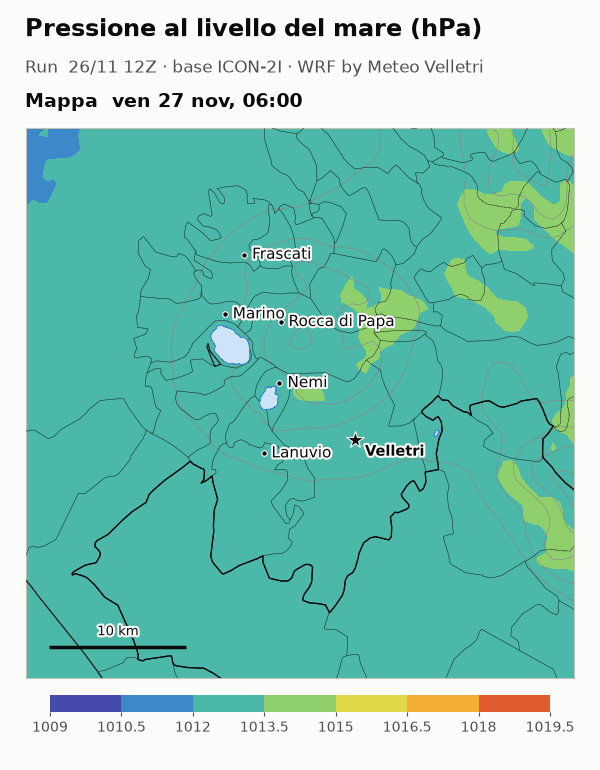 Pressione al livello del mare (hPa)
Run  26/11 12Z · base ICON-2I · WRF by Meteo Velletri
Mappa  ven 27 nov, 06:00
Frascati
Marino
Rocca di Papa
Nemi
Velletri
Lanuvio
10 km
1009 1010.5 1012 1013.5 1015 1016.5 1018 1019.5